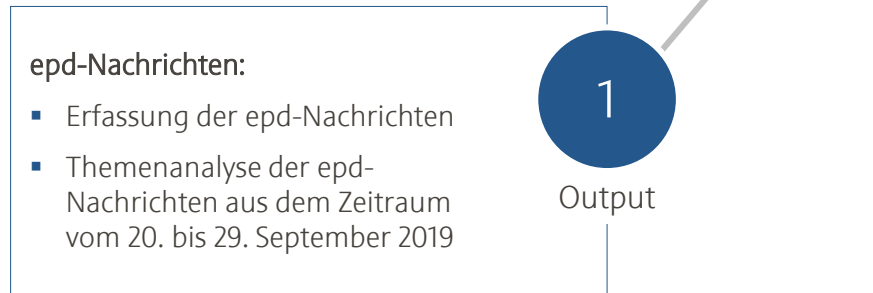 epd-Nachrichten:
▪ Erfassung der epd-Nachrichten
▪ Themenanalyse der epd-
Nachrichten aus dem Zeitraum
vom 20. bis 29. September 2019
1
Output